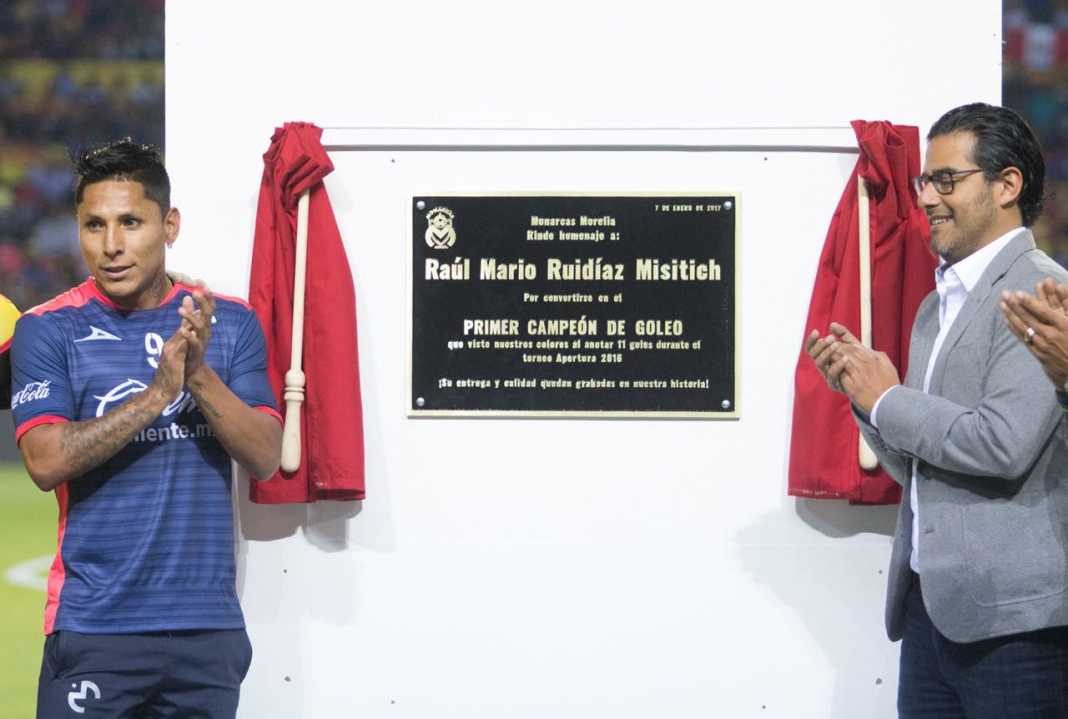 7 DE ENERO DE 2017
Monarcas Morelia
Rinde homenaje a:
Raúl Mario Ruidíaz Misitich
Por convertirse en el
PRIMER CAMPEÓN DE GOLEO
que viste nuestros colores al anotar 11 goles durante el
torneo Apertura 2016
¡Su entrega y calidad quedan grabadas en nuestra historia!
9